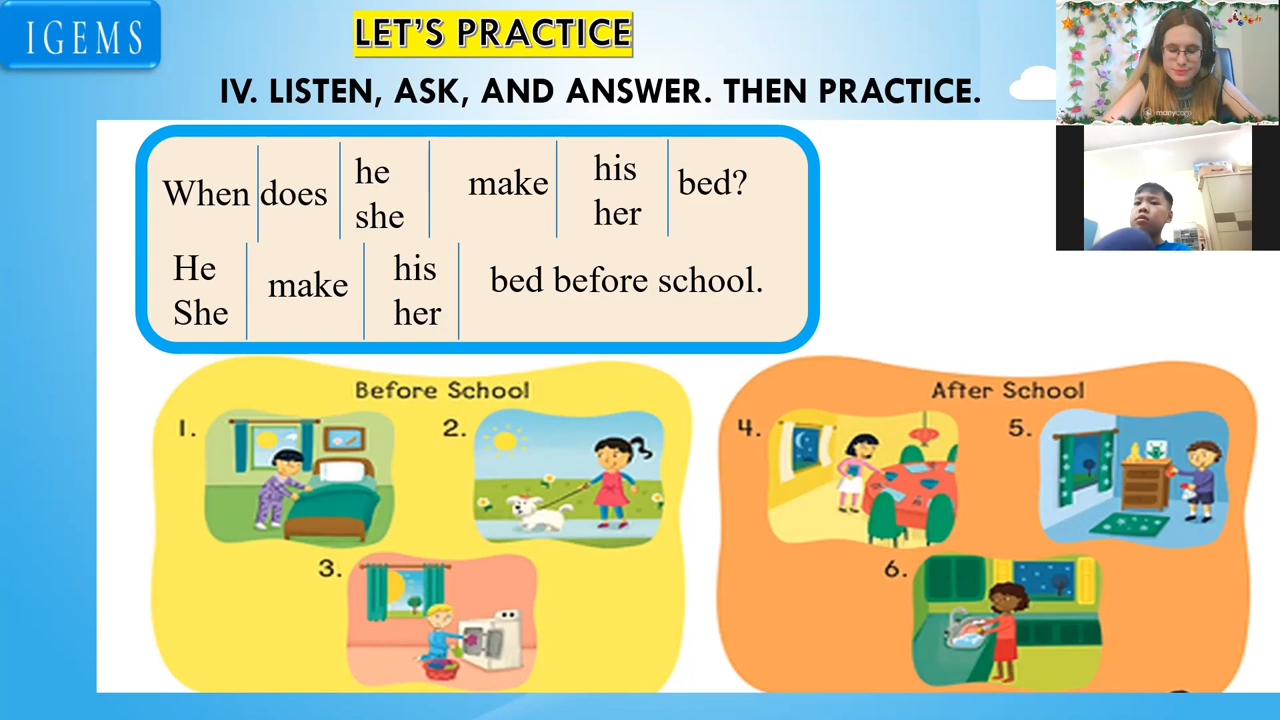 IGEMS
LET'S PRACTICE
IV. LISTEN, ASK, AND ANSWER. THEN PRACTICE.
When does he she make his her bed?
He She make his her bed before school.
Before School
1.
2.
3.
After School
4.
5.
6.
manycam